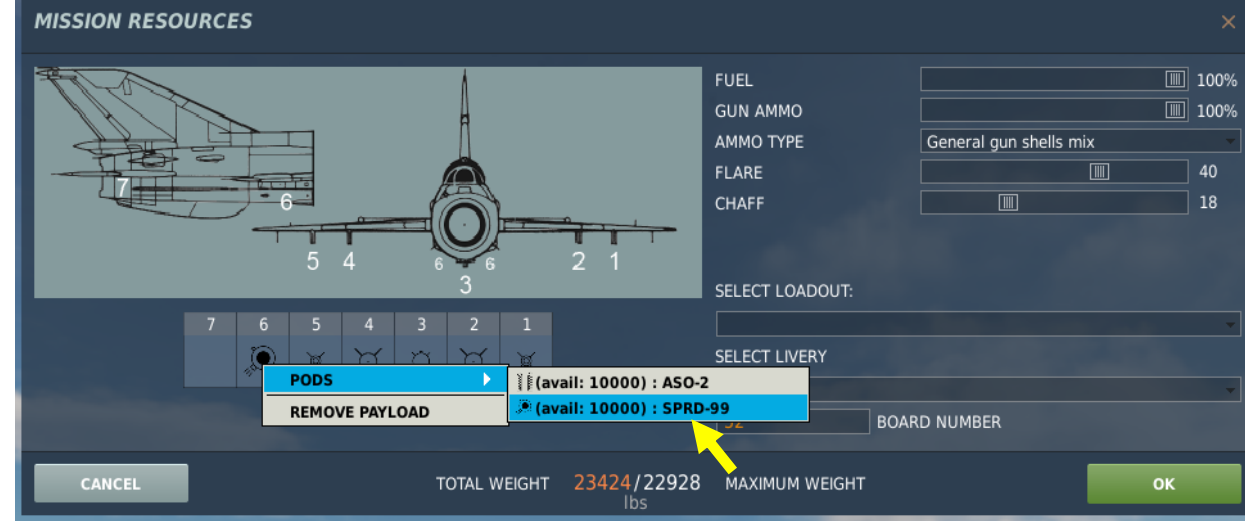 MISSION RESOURCES
×
7
6
5 4 6 6 2 1
3
FUEL 100%
GUN AMMO 100%
AMMO TYPE General gun shells mix
FLARE 40
CHAFF 18
SELECT LOADOUT:
7 6 5 4 3 2 1
SELECT LIVERY
PODS
(avail: 10000) : ASO-2
REMOVE PAYLOAD
(avail: 10000) : SPRD-99
BOARD NUMBER
CANCEL
TOTAL WEIGHT 23424/22928 MAXIMUM WEIGHT
lbs
OK